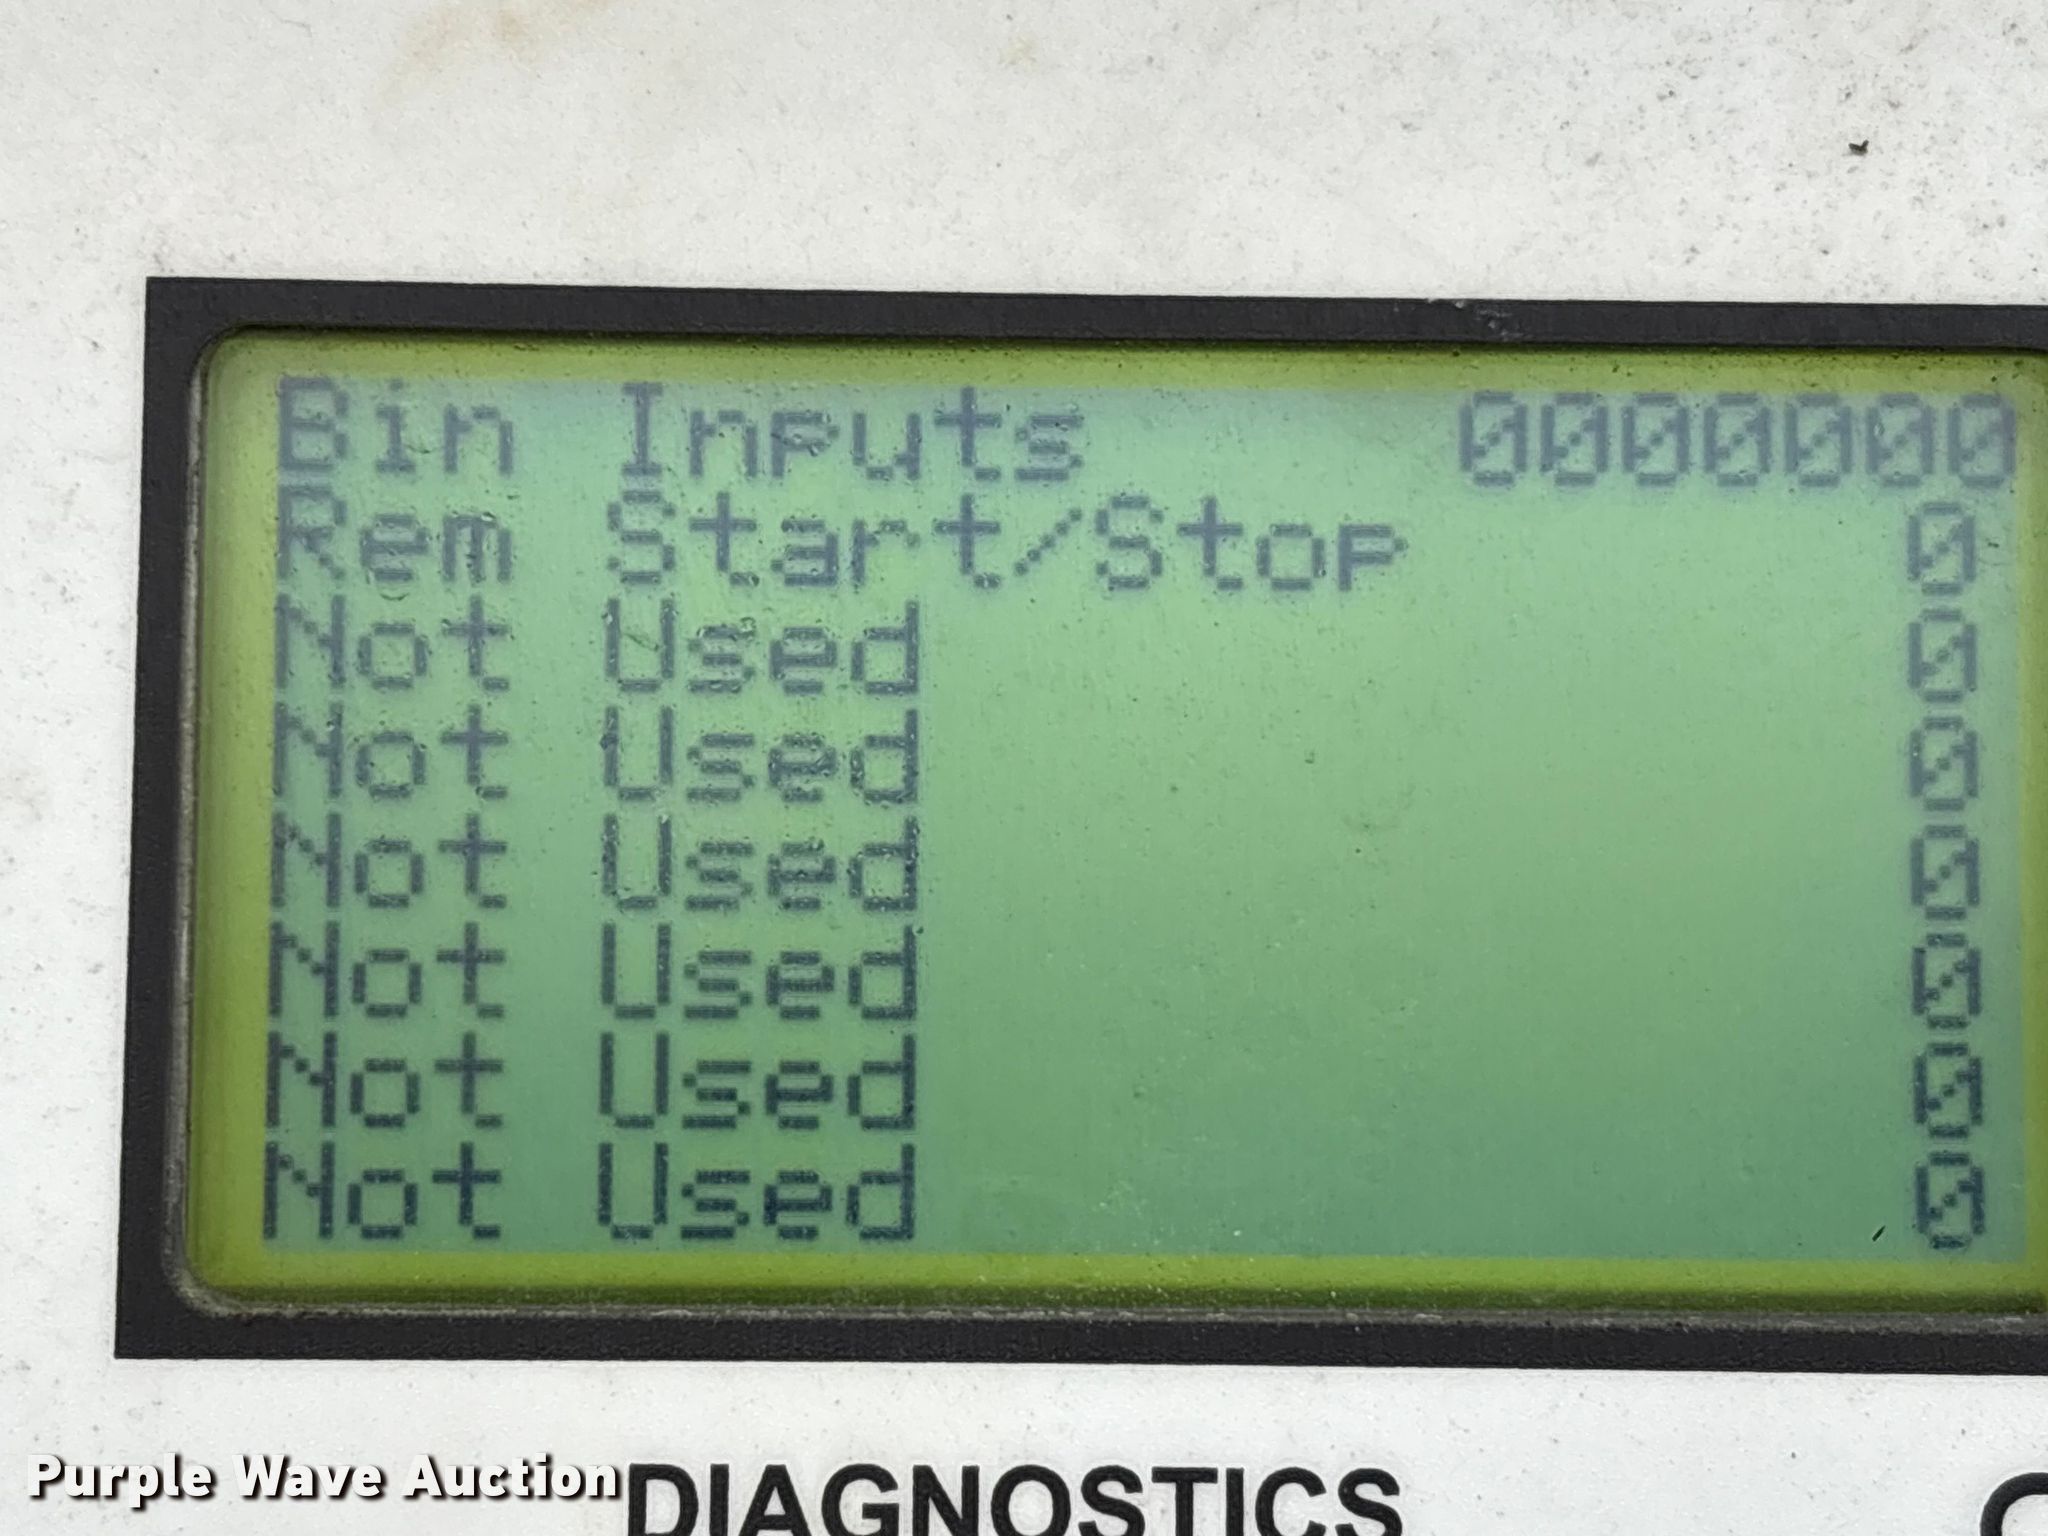 Bin Inputs 0000000
Rem Start/Stop 0
Not Used 0
Not Used 0
Not Used 0
Not Used 0
Not Used 0
Not Used 0
DIAGNOSTICS
Purple Wave Auction